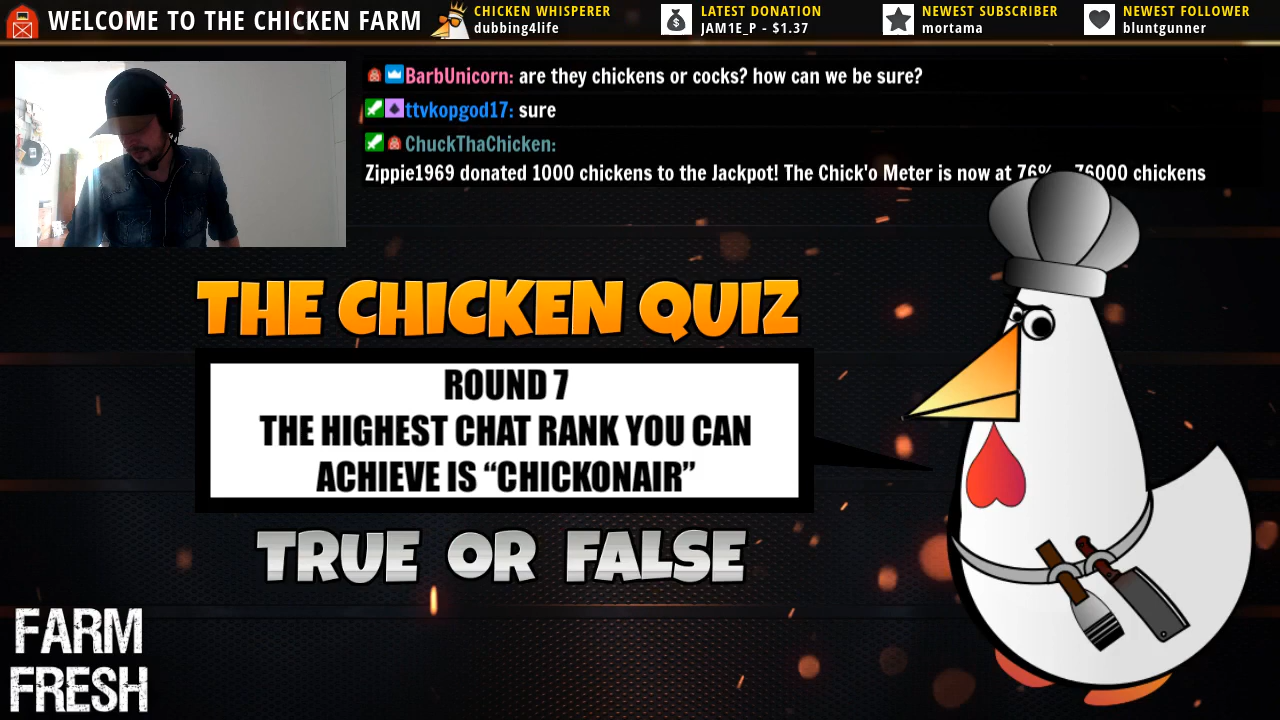 WELCOME TO THE CHICKEN FARM
CHICKEN WHISPERER
dubbing4life
LATEST DONATION
JAM1E_P - $1.37
NEWEST SUBSCRIBER
mortama
NEWEST FOLLOWER
bluntgunner
BarbUnicorn: are they chickens or cocks? how can we be sure?
ttvkopgod17: sure
ChuckThaChicken:
Zippie1969 donated 1000 chickens to the Jackpot! The Chick'o Meter is now at 76% 76000 chickens
THE CHICKEN QUIZ
ROUND 7
THE HIGHEST CHAT RANK YOU CAN
ACHIEVE IS “CHICKONAIR”
TRUE OR FALSE
FARM
FRESH